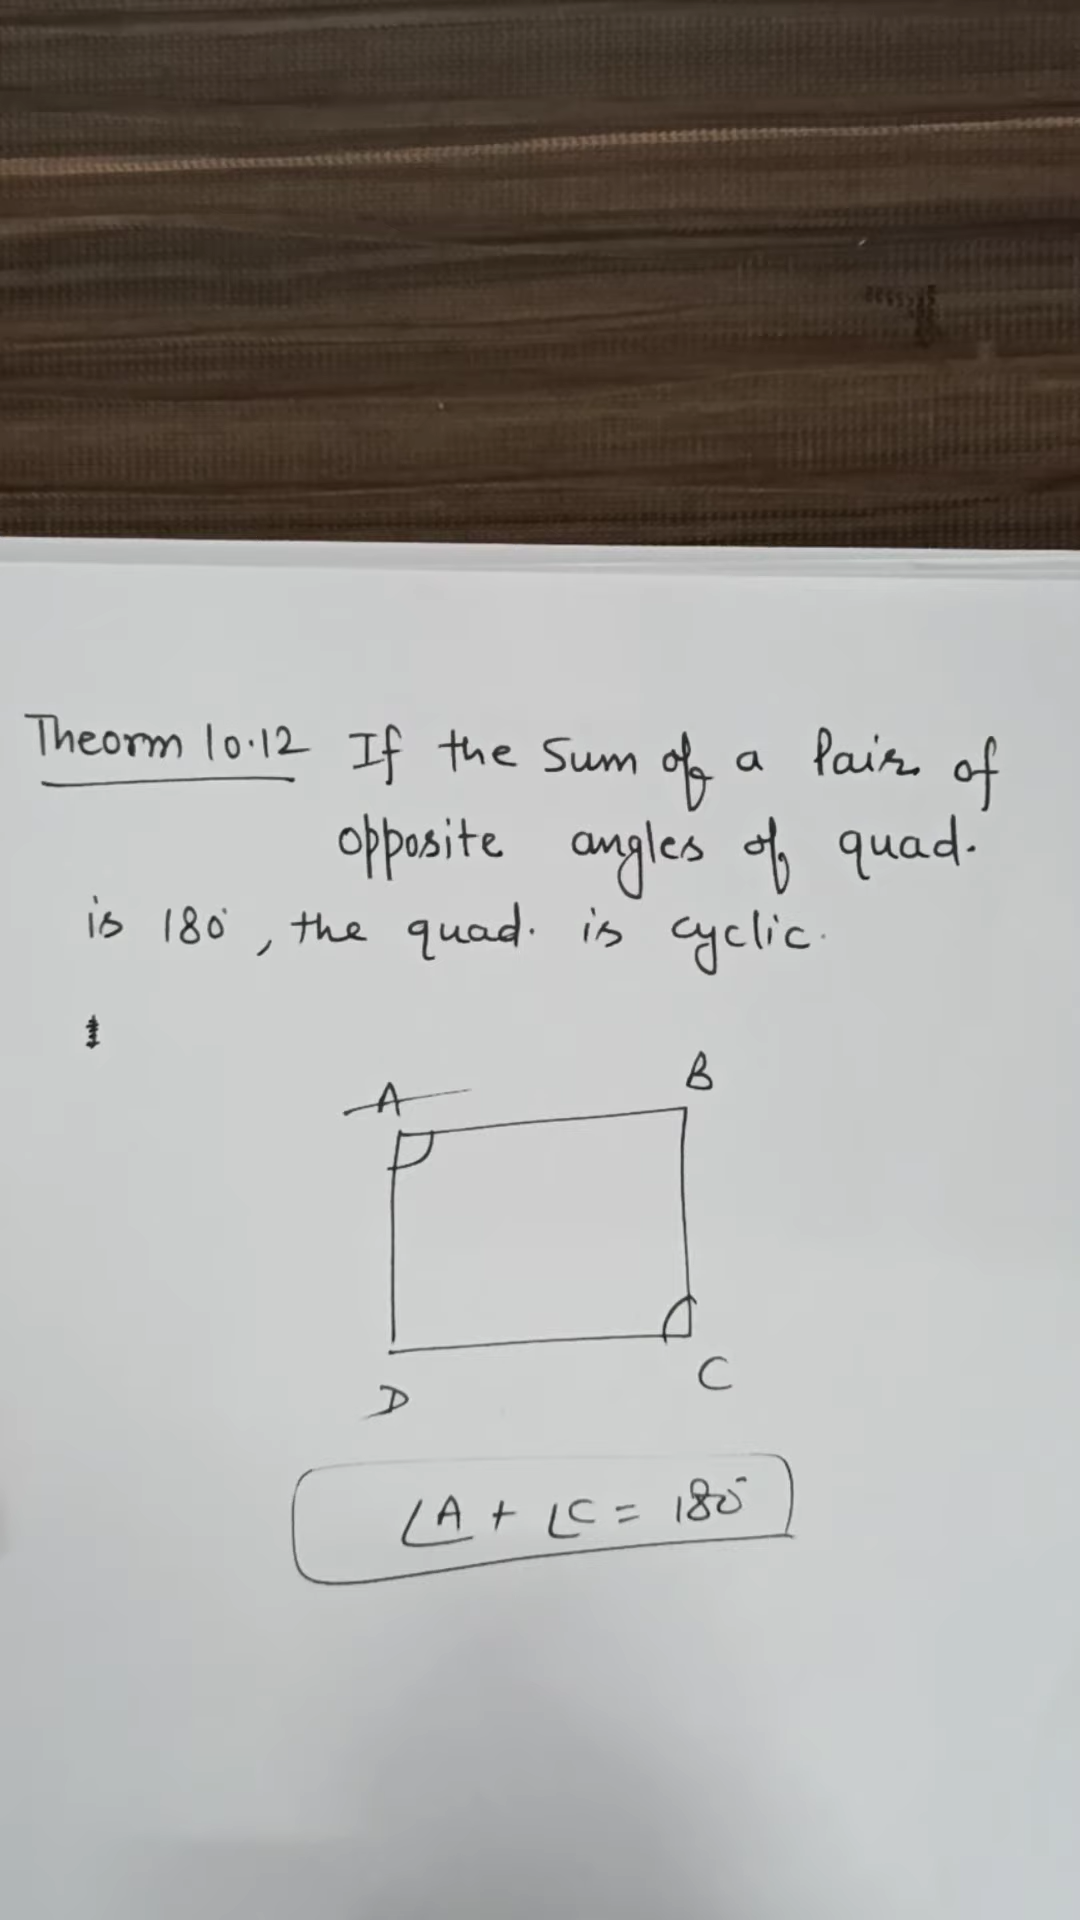 Theorm 10.12 If the Sum of a Pair of
opposite angles of quad.
is 180°, the quad. is cyclic.
A
B
D
C
∠A + ∠C = 180°